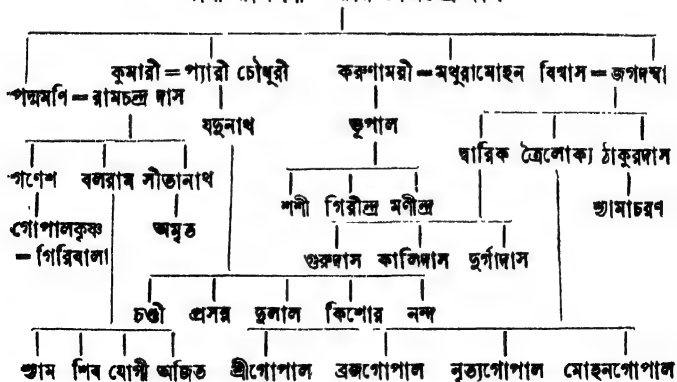 কুমারী = প্যারী চৌধুরী করুণাময়ী = মথুরামোহন বিশ্বাস = জগদম্বা
পদ্মমণি = রামচন্দ্র দাস
যদুনাথ ভূপাল
দ্বারিক ত্রৈলোক্য ঠাকুরদাস
গণেশ বলরাম সীতানাথ
শশী গিরীন্দ্র মণীন্দ্র শ্যামাচরণ
গোপালকৃষ্ণ অমৃত
= গিরিবালা গুরুদাস কালিদাস দুর্গাদাস
চণ্ডী প্রসন্ন দুলাল কিশোর নন্দ
শ্যাম শিব যোগী অজিত শ্রীগোপাল ব্রজগোপাল নৃত্যগোপাল মোহনগোপাল